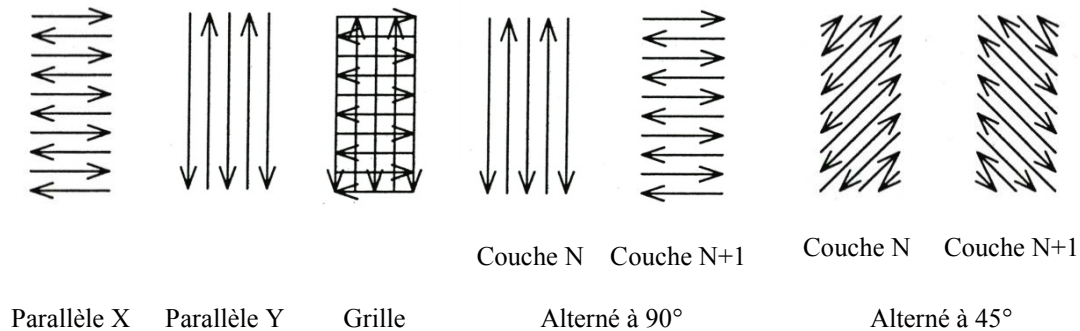 Couche N Couche N+1 Couche N Couche N+1
Parallèle X Parallèle Y Grille Alterné à 90° Alterné à 45°